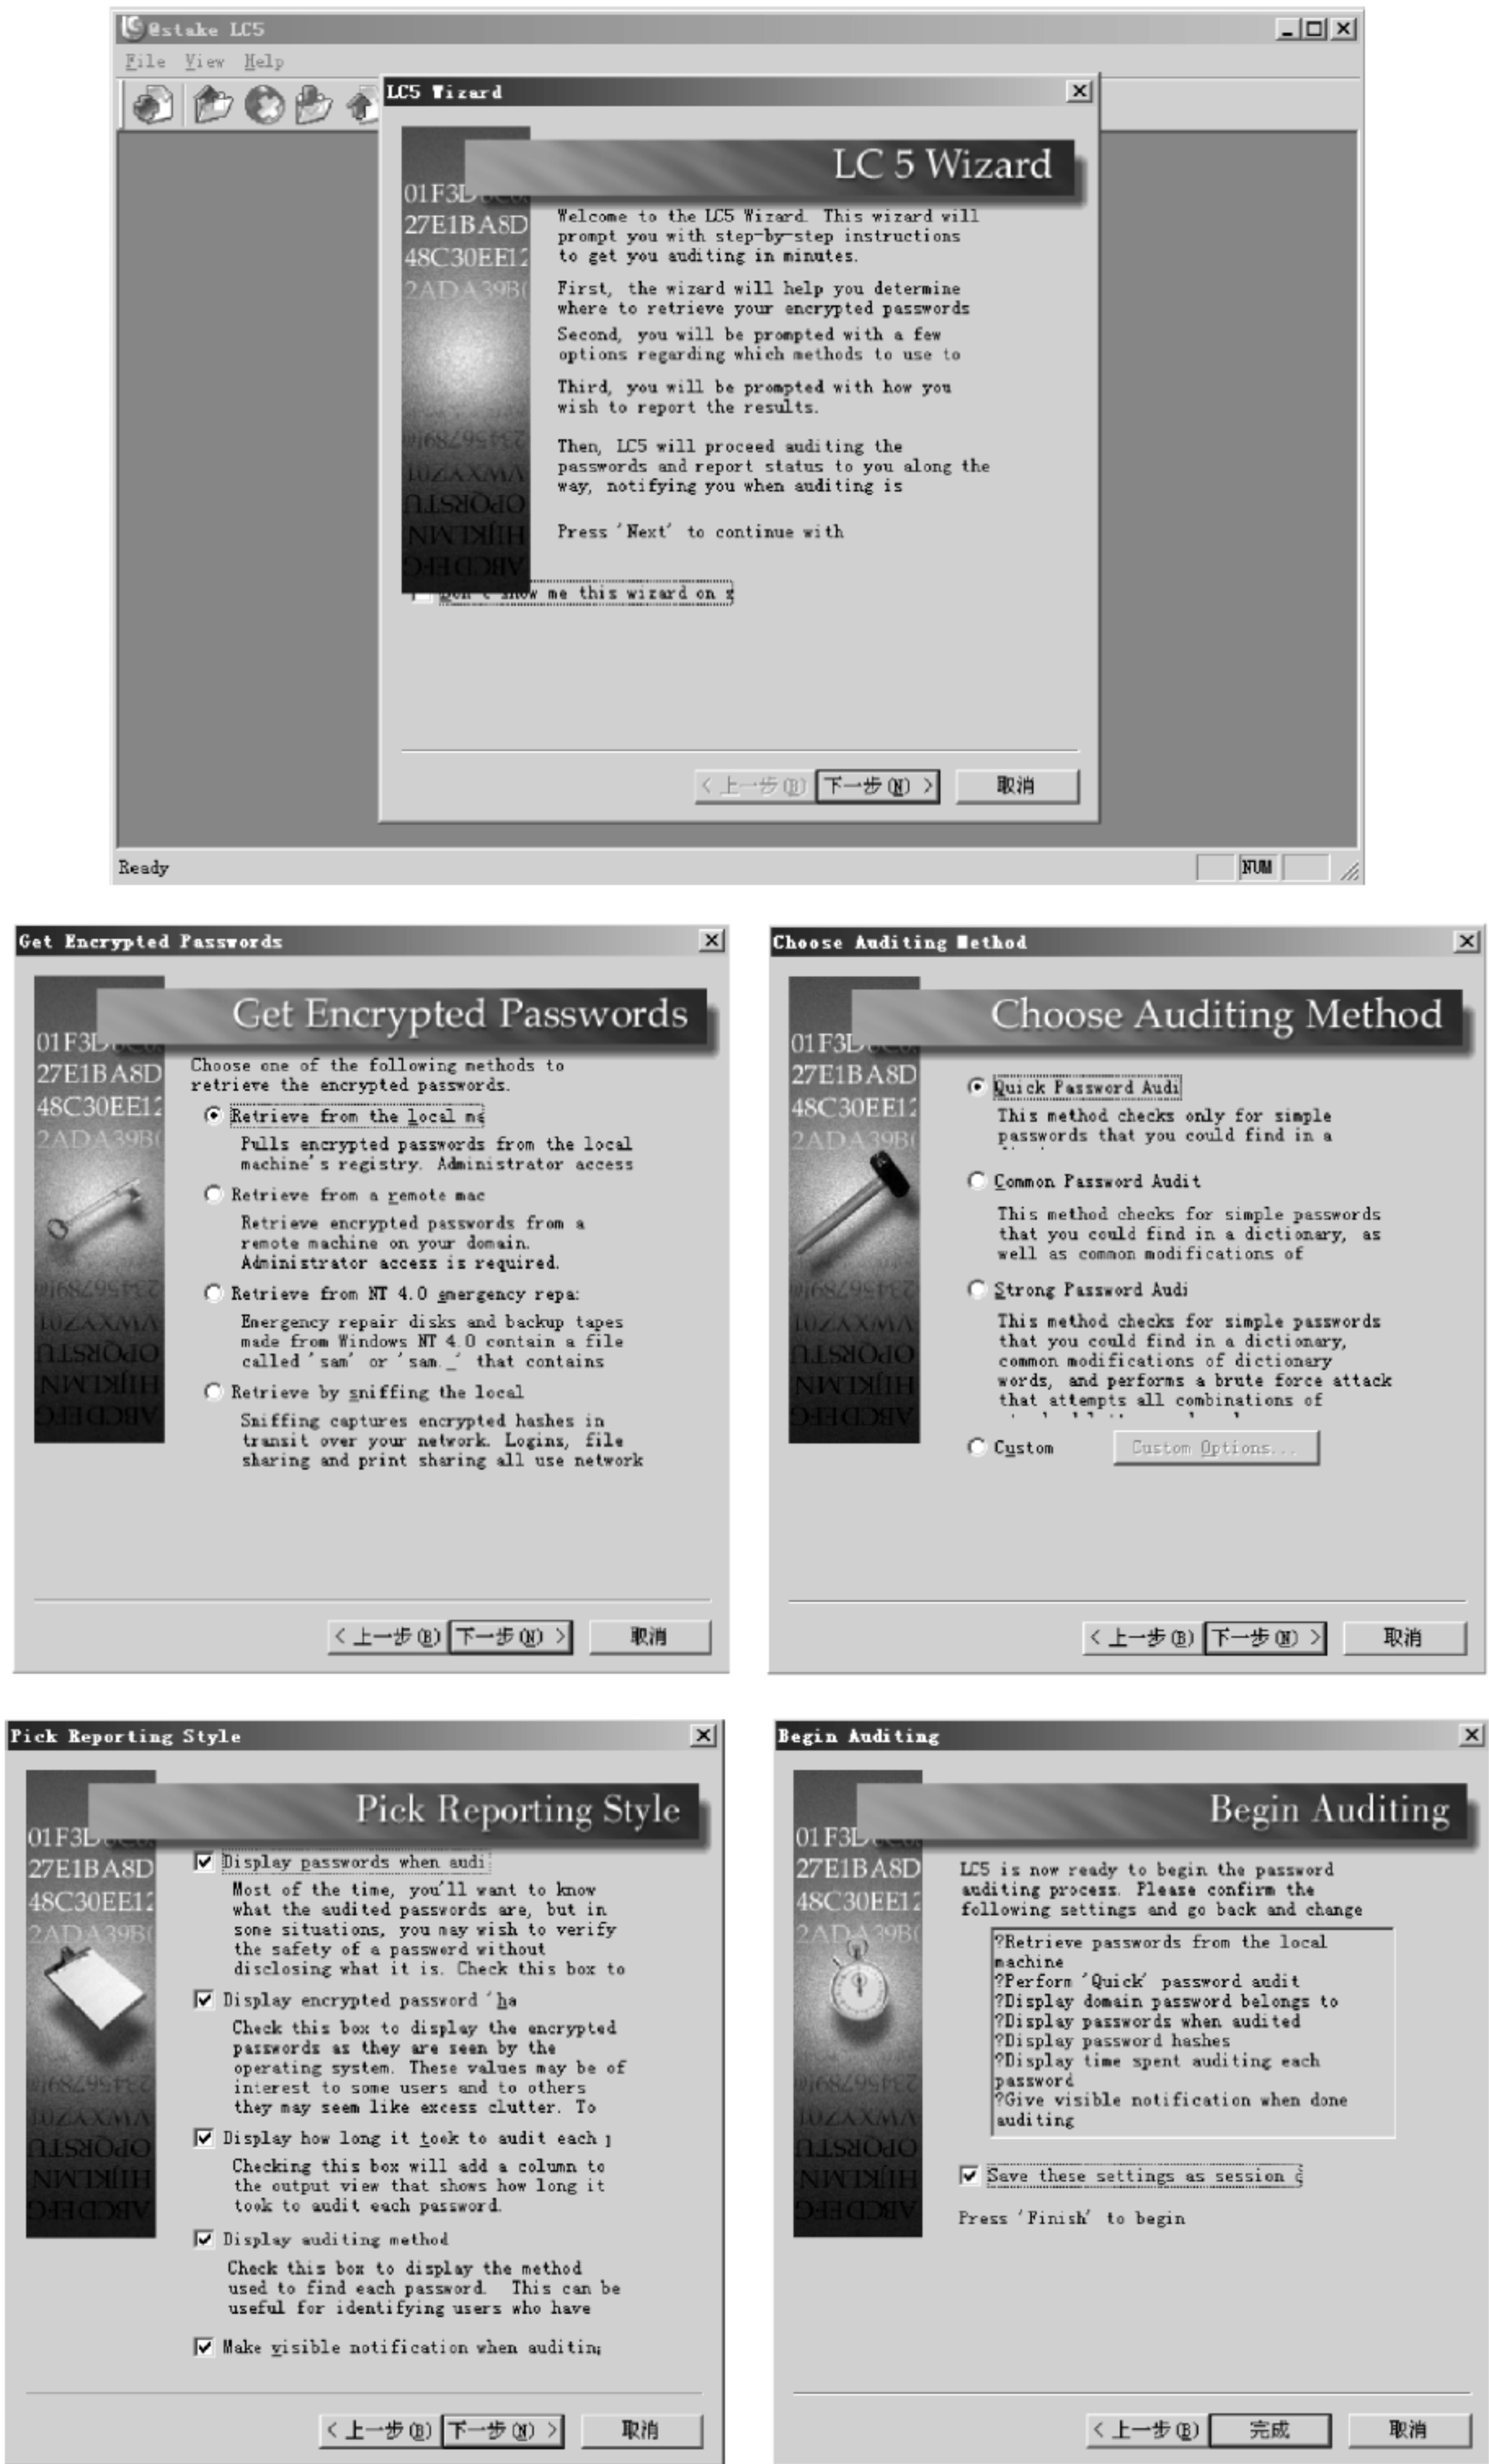 @stake LC5
File View Help
LC5 Wizard
LC 5 Wizard
01F3D
27E1BA8D
48C30EE12
2ADA39B(
Welcome to the LC5 Wizard. This wizard will
prompt you with step-by-step instructions
to get you auditing in minutes.
First, the wizard will help you determine
where to retrieve your encrypted passwords
Second, you will be prompted with a few
options regarding which methods to use to
Third, you will be prompted with how you
wish to report the results.
Then, LC5 will proceed auditing the
passwords and report status to you along the
way, notifying you when auditing is
Press 'Next' to continue with
Don't show me this wizard on s
< 上一步(B) 下一步(N) > 取消
Ready NUM
Get Encrypted Passwords
Get Encrypted Passwords
01F3D
27E1BA8D
48C30EE12
2ADA39B(
Choose one of the following methods to
retrieve the encrypted passwords.
Retrieve from the local ma
Pulls encrypted passwords from the local
machine's registry. Administrator access
Retrieve from a remote mac
Retrieve encrypted passwords from a
remote machine on your domain.
Administrator access is required.
Retrieve from NT 4.0 emergency repa:
Emergency repair disks and backup tapes
made from Windows NT 4.0 contain a file
called 'sam' or 'sam._' that contains
Retrieve by sniffing the local
Sniffing captures encrypted hashes in
transit over your network. Logins, file
sharing and print sharing all use network
< 上一步(B) 下一步(N) > 取消
Choose Auditing Method
Choose Auditing Method
01F3D
27E1BA8D
48C30EE12
2ADA39B(
Quick Password Audi
This method checks only for simple
passwords that you could find in a
Common Password Audit
This method checks for simple passwords
that you could find in a dictionary, as
well as common modifications of
Strong Password Audi
This method checks for simple passwords
that you could find in a dictionary,
common modifications of dictionary
words, and performs a brute force attack
that attempts all combinations of
Custom Custom Options...
< 上一步(B) 下一步(N) > 取消
Pick Reporting Style
Pick Reporting Style
01F3D
27E1BA8D
48C30EE12
2ADA39B(
Display passwords when audi
Most of the time, you'll want to know
what the audited passwords are, but in
some situations, you may wish to verify
the safety of a password without
disclosing what it is. Check this box to
Display encrypted password 'ha
Check this box to display the encrypted
passwords as they are seen by the
operating system. These values may be of
interest to some users and to others
they may seem like excess clutter. To
Display how long it took to audit each p
Checking this box will add a column to
the output view that shows how long it
took to audit each password.
Display auditing method
Check this box to display the method
used to find each password. This can be
useful for identifying users who have
Make visible notification when auditing
< 上一步(B) 下一步(N) > 取消
Begin Auditing
Begin Auditing
01F3D
27E1BA8D
48C30EE12
2ADA39B(
LC5 is now ready to begin the password
auditing process. Please confirm the
following settings and go back and change
?Retrieve passwords from the local
machine
?Perform 'Quick' password audit
?Display domain password belongs to
?Display passwords when audited
?Display password hashes
?Display time spent auditing each
password
?Give visible notification when done
auditing
Save these settings as session d
Press 'Finish' to begin
< 上一步(B) 完成 取消